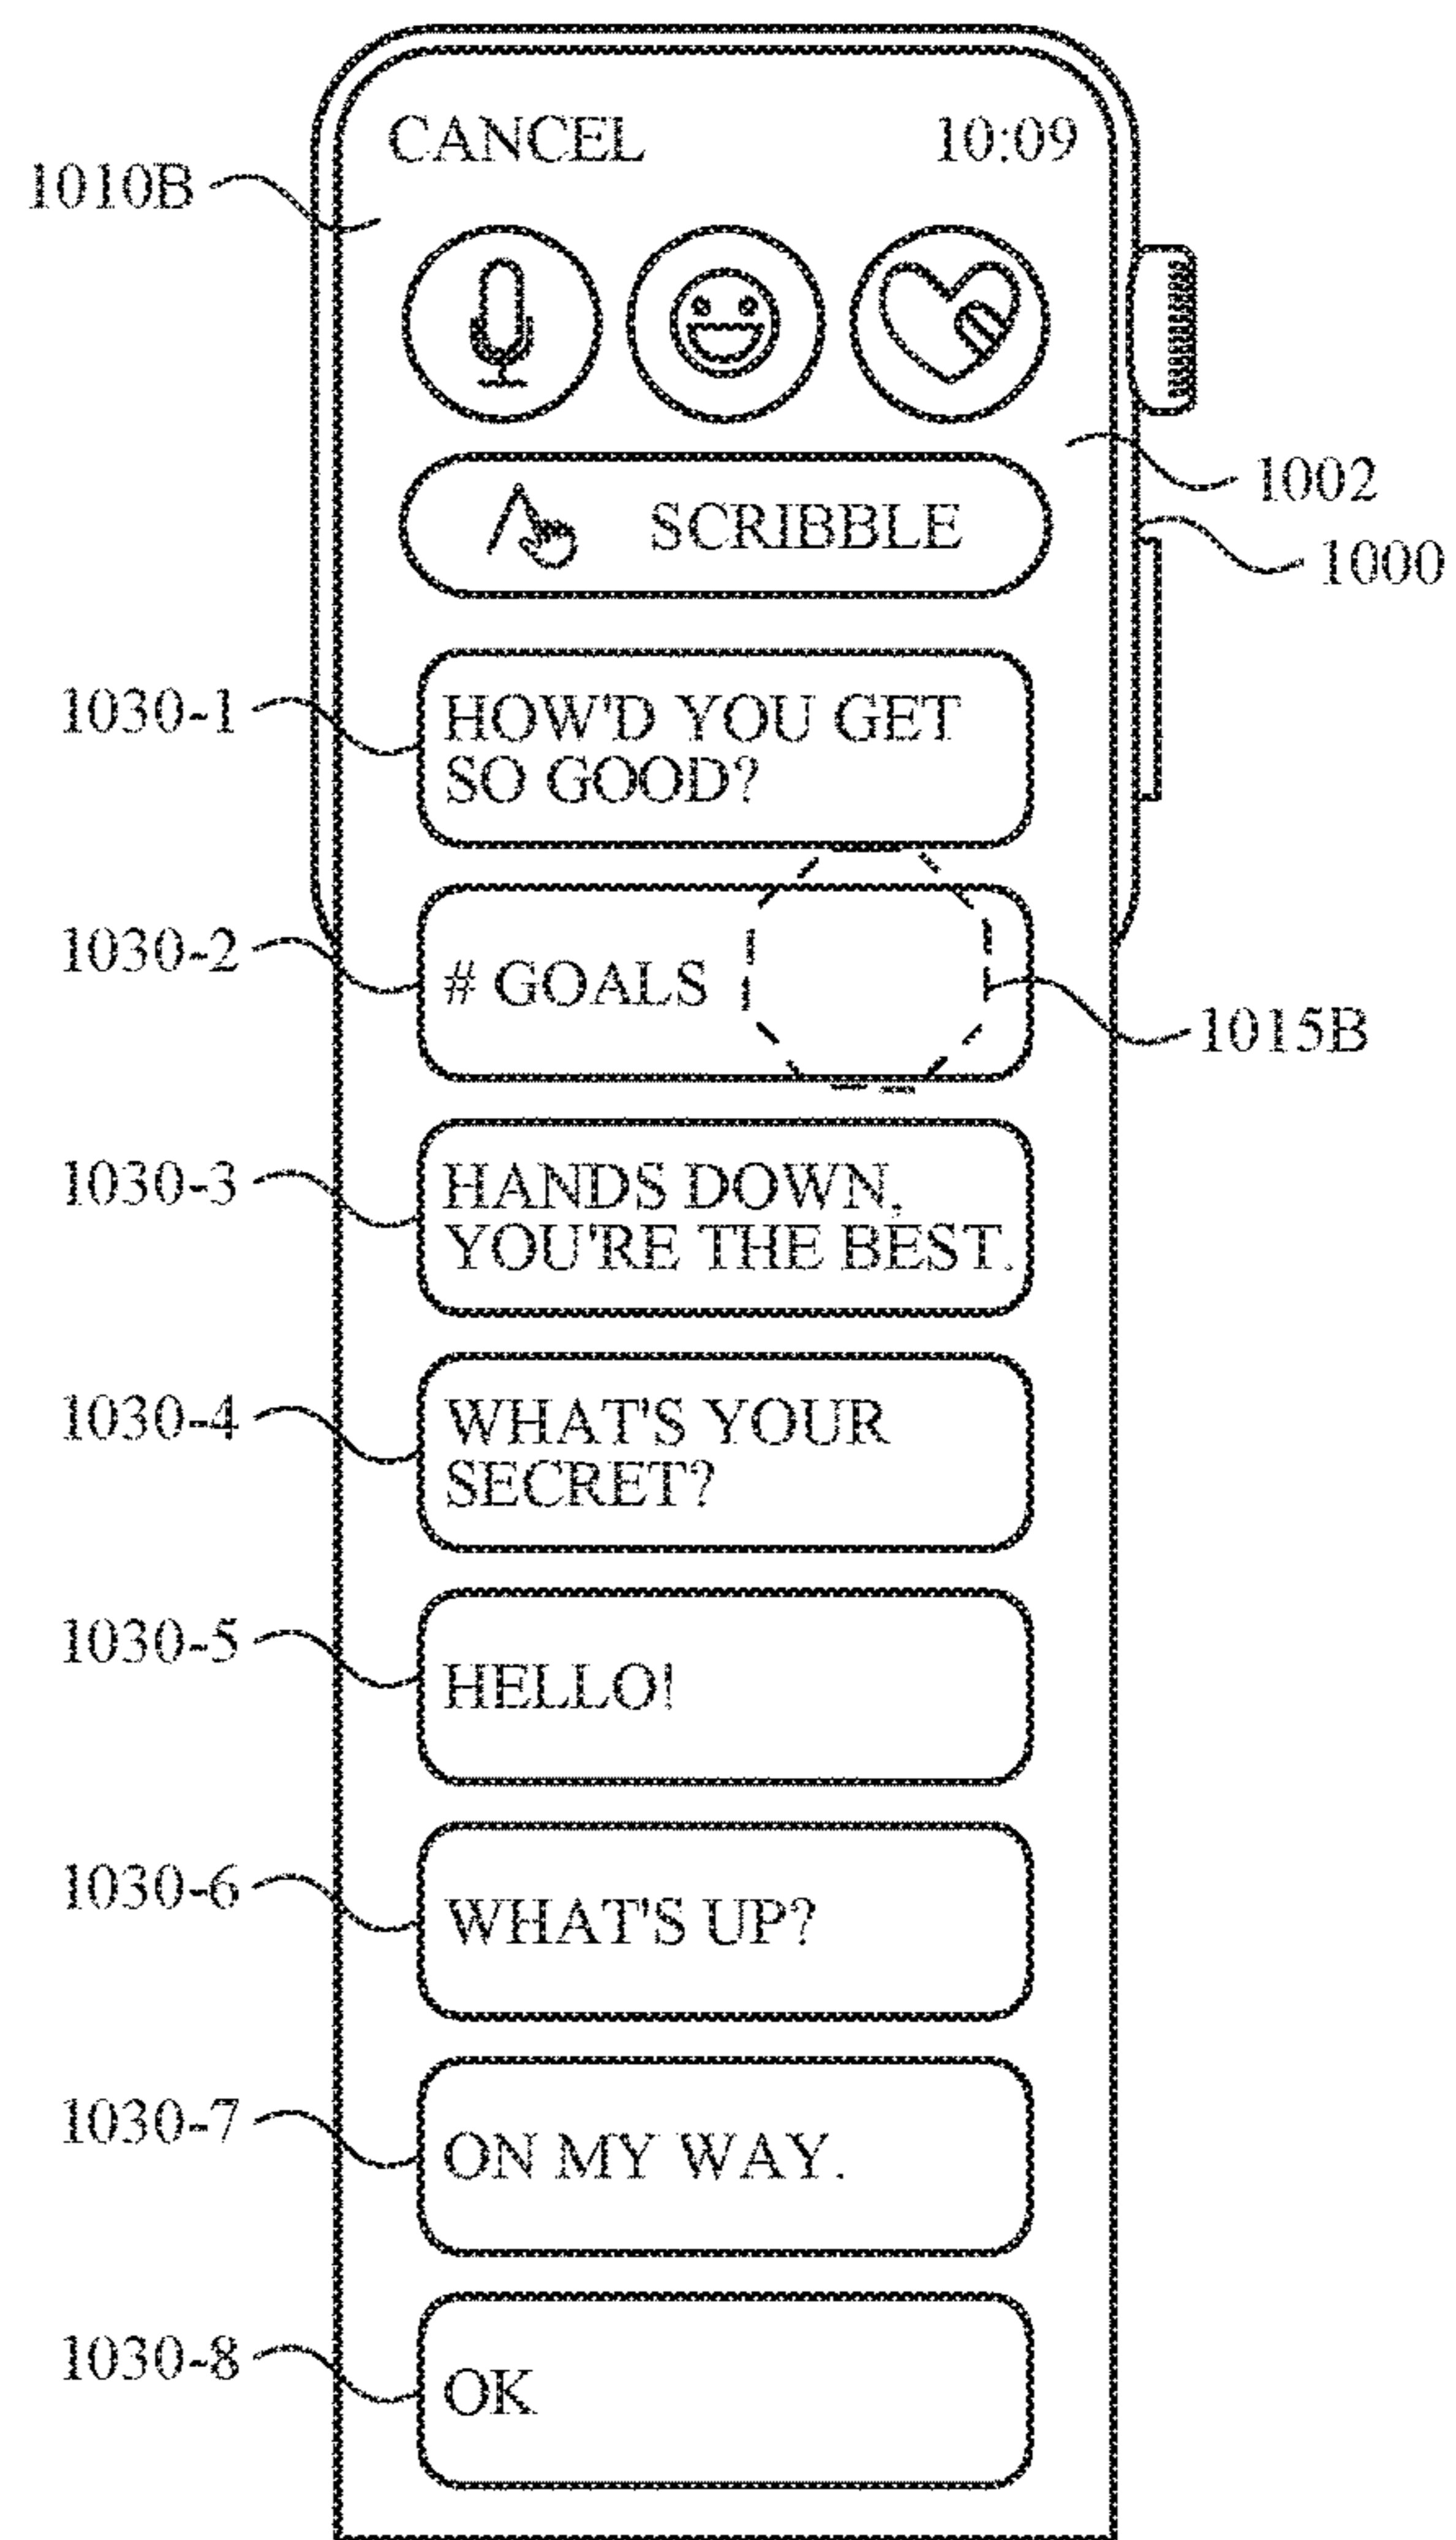 CANCEL 10:09
1010B
1002
SCRIBBLE
1000
1030-1
HOW'D YOU GET
SO GOOD?
1030-2
# GOALS
1015B
1030-3
HANDS DOWN,
YOU'RE THE BEST.
1030-4
WHAT'S YOUR
SECRET?
1030-5
HELLO!
1030-6
WHAT'S UP?
1030-7
ON MY WAY.
1030-8
OK